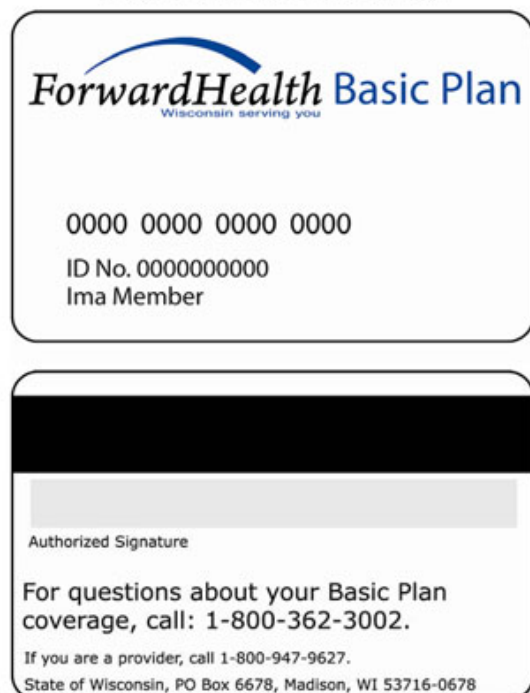 ForwardHealth Basic Plan
Wisconsin serving you
0000 0000 0000 0000
ID No. 0000000000
Ima Member
Authorized Signature
For questions about your Basic Plan
coverage, call: 1-800-362-3002.
If you are a provider, call 1-800-947-9627.
State of Wisconsin, PO Box 6678, Madison, WI 53716-0678